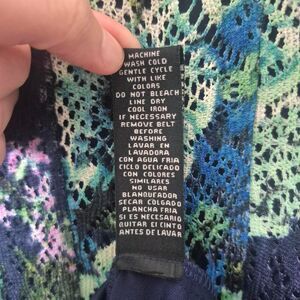 MACHINE
WASH COLD
GENTLE CYCLE
WITH LIKE
COLORS
DO NOT BLEACH
LINE DRY
COOL IRON
IF NECESSARY
REMOVE BELT
BEFORE
WASHING
LAVAR EN
LAVADORA
CON AGUA FRIA
CICLO DELICADO
CON COLORES
SIMILARES
NO USAR
BLANQUEADOR
SECAR COLGADO
PLANCHA FRIA
SI ES NECESARIO
QUITAR EL CINTO
ANTES DE LAVAR